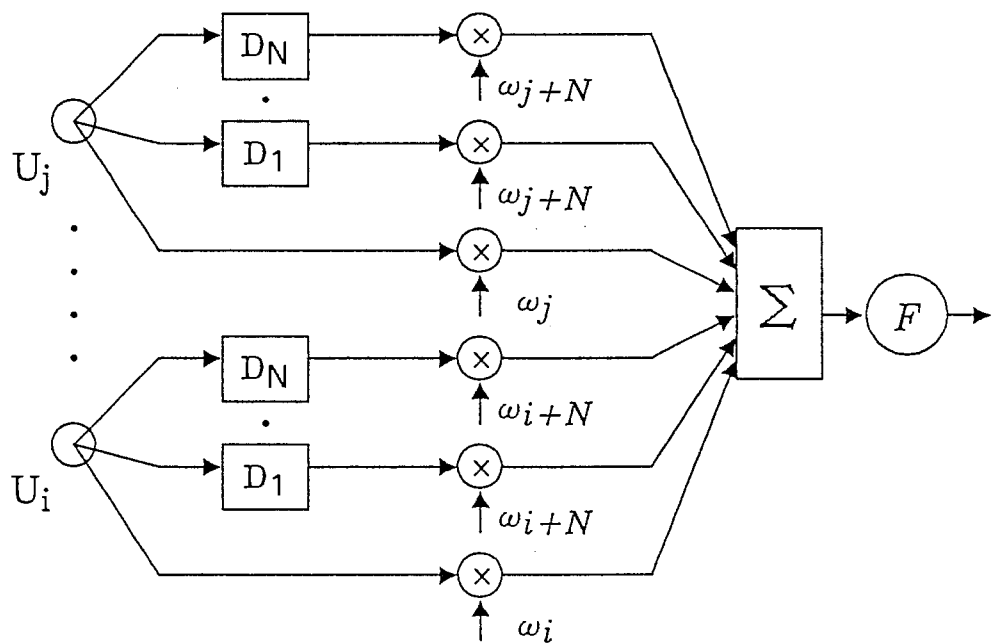 D_N
×
ω_{j+N}
U_j
D_1
×
ω_{j+N}
×
ω_j
Σ
F
D_N
×
ω_{i+N}
U_i
D_1
×
ω_{i+N}
×
ω_i